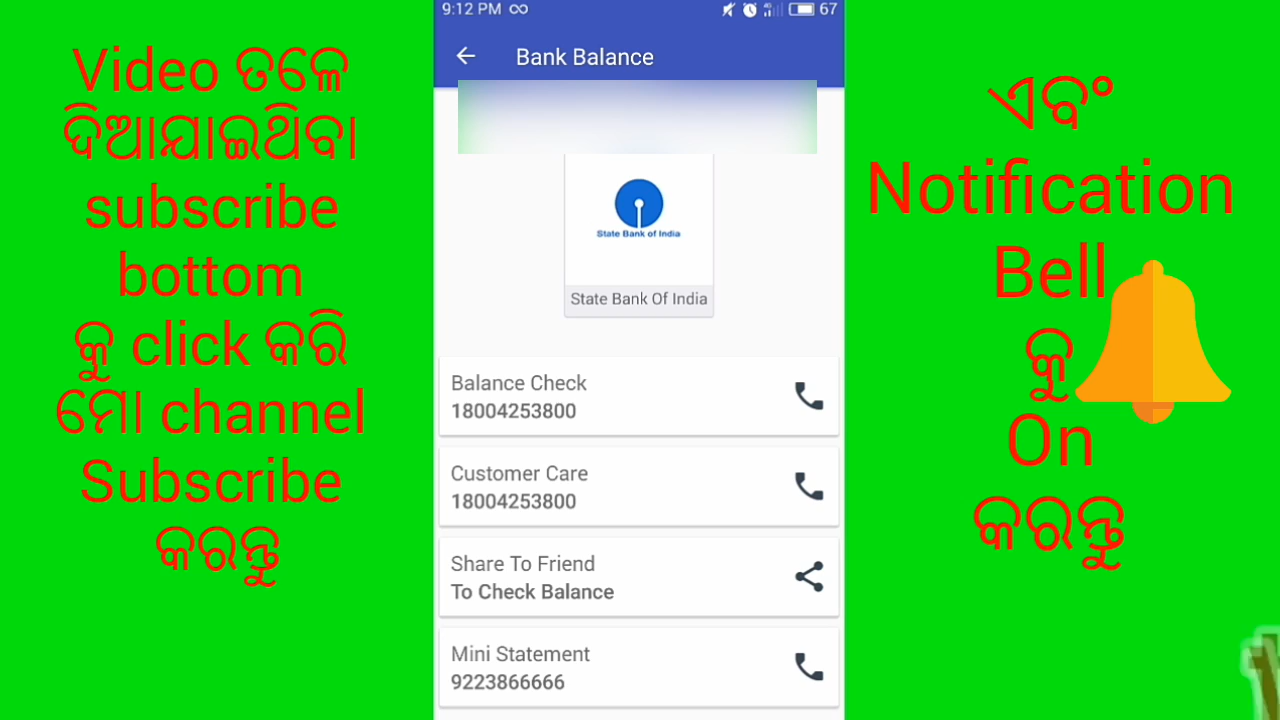 Video ତଳେ
ଦିଆଯାଇଥିବା
subscribe
bottom
କୁ click କରି
ମୋ channel
Subscribe
କରନ୍ତୁ
9:12 PM
67
Bank Balance
State Bank of India
State Bank Of India
Balance Check
18004253800
Customer Care
18004253800
Share To Friend
To Check Balance
Mini Statement
9223866666
ଏବଂ
Notification
Bell
କୁ
On
କରନ୍ତୁ